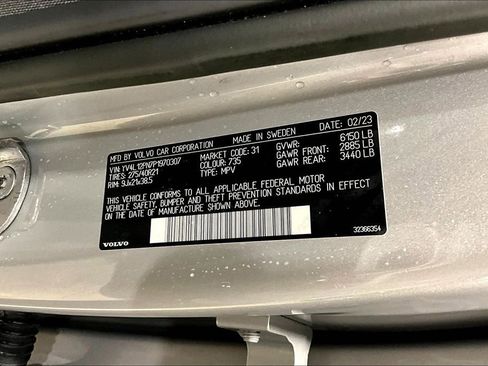 MFD BY VOLVO CAR CORPORATION MADE IN SWEDEN DATE: 02/23
VIN: YV4L12PW7P1970307 MARKET CODE: 31 GVWR: 6150 LB
TIRES: 275/40R21 COLOUR: 735 GAWR FRONT: 2885 LB
RIM: 9Jx21x38.5 TYPE: MPV GAWR REAR: 3440 LB
THIS VEHICLE CONFORMS TO ALL APPLICABLE FEDERAL MOTOR
VEHICLE SAFETY, BUMPER AND THEFT PREVENTION STANDARDS IN EFFECT
ON THE DATE OF MANUFACTURE SHOWN ABOVE.
VOLVO 32366354